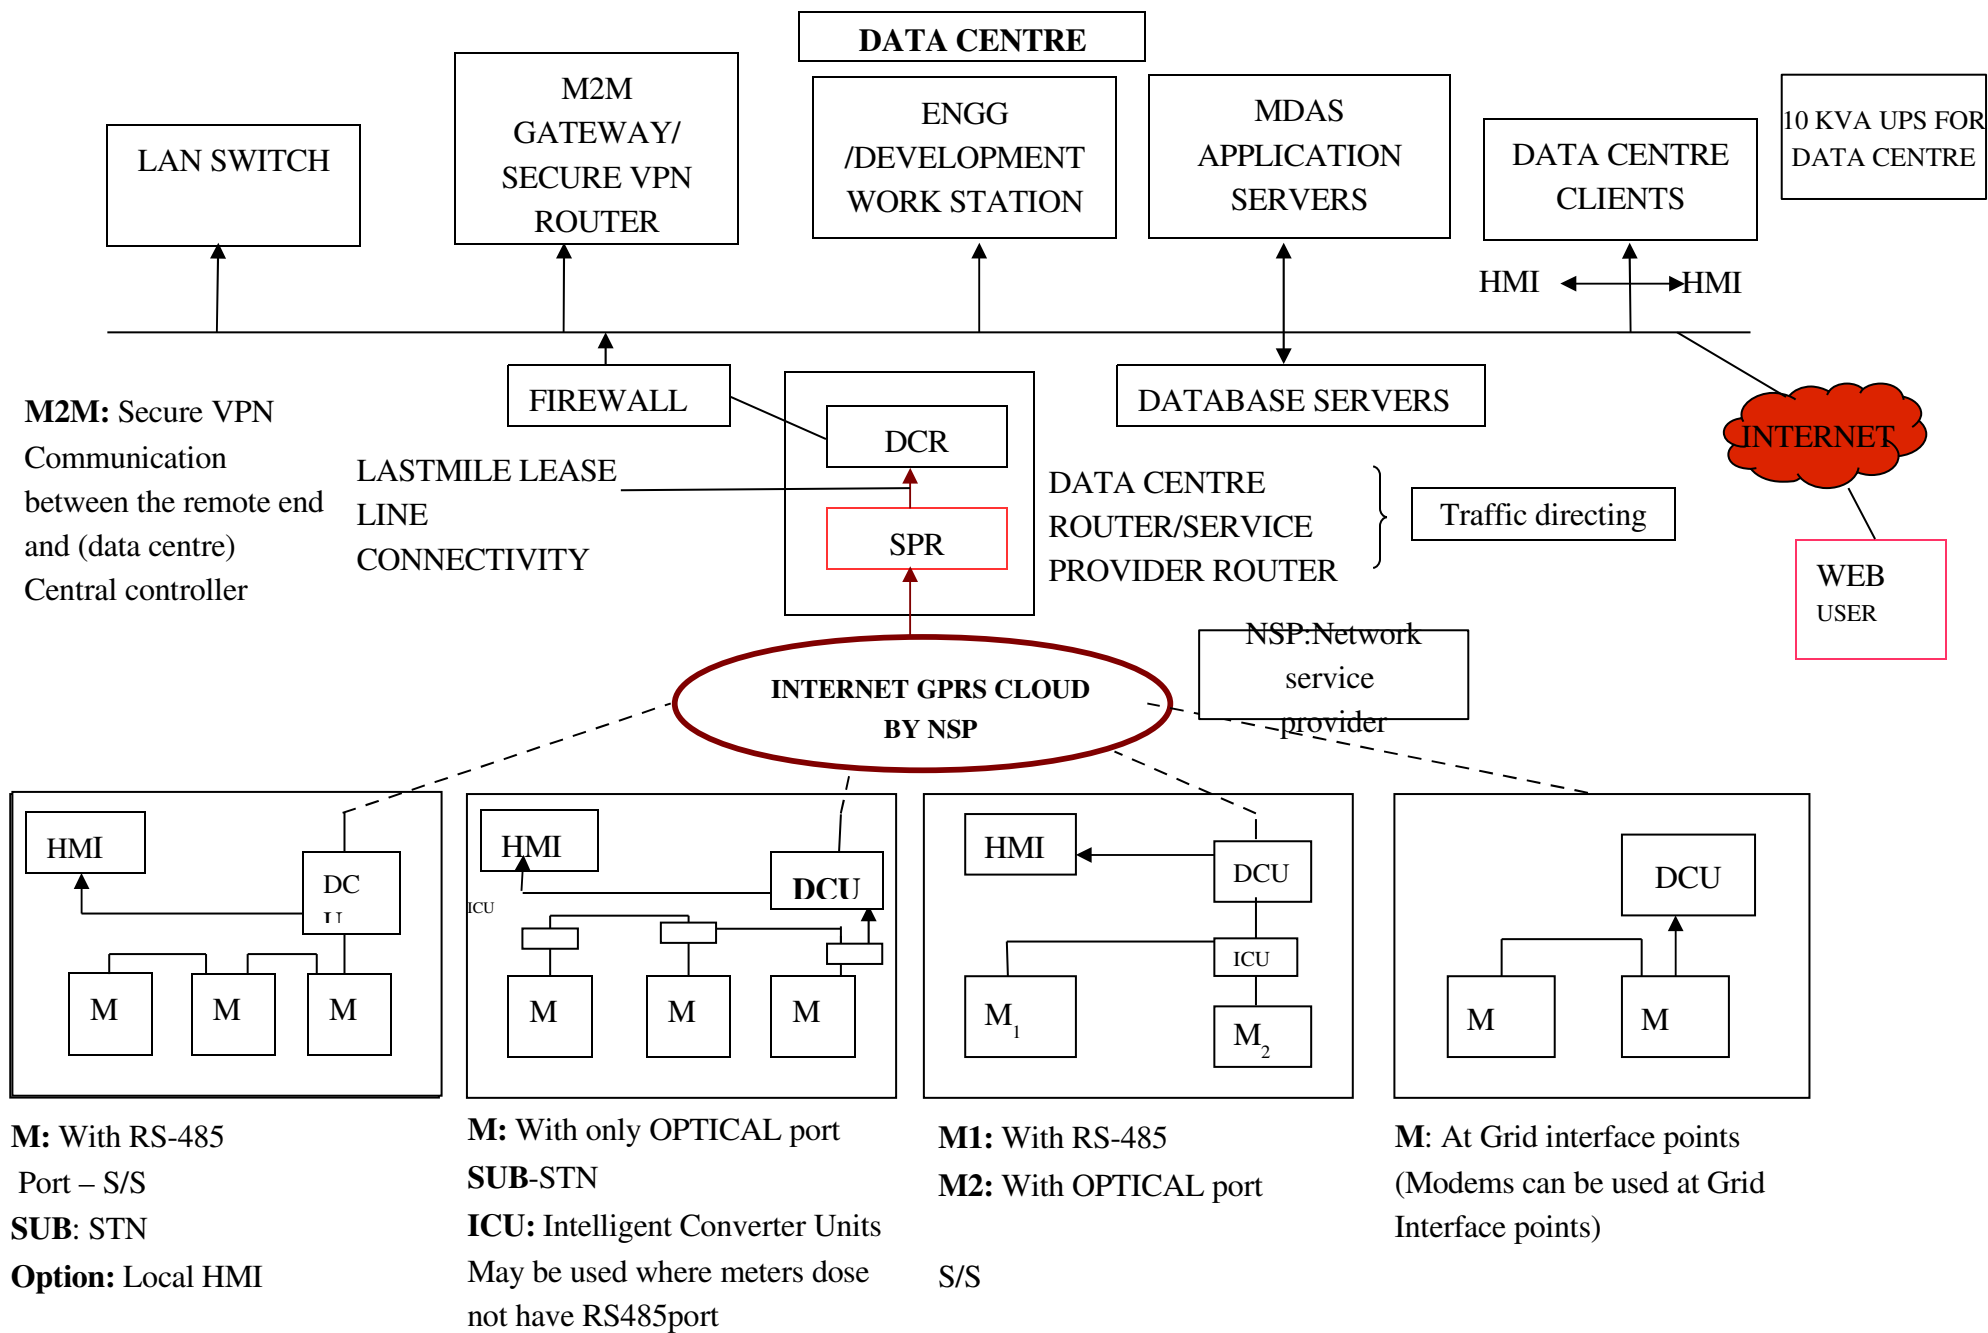 DATA CENTRE
LAN SWITCH
M2M
GATEWAY/
SECURE VPN
ROUTER
ENGG
/DEVELOPMENT
WORK STATION
MDAS
APPLICATION
SERVERS
DATA CENTRE
CLIENTS
10 KVA UPS FOR
DATA CENTRE
HMI
HMI
FIREWALL
DATABASE SERVERS
M2M: Secure VPN
Communication
between the remote end
and (data centre)
Central controller
LASTMILE LEASE
LINE
CONNECTIVITY
DCR
SPR
DATA CENTRE
ROUTER/SERVICE
PROVIDER ROUTER
Traffic directing
INTERNET
WEB
USER
NSP:Network
service
provider
INTERNET GPRS CLOUD
BY NSP
HMI
DC
U
M
M
M
HMI
DCU
ICU
M
M
M
HMI
DCU
ICU
M1
M2
DCU
M
M
M: With RS-485
Port – S/S
SUB: STN
Option: Local HMI
M: With only OPTICAL port
SUB-STN
ICU: Intelligent Converter Units
May be used where meters dose
not have RS485port
M1: With RS-485
M2: With OPTICAL port
S/S
M: At Grid interface points
(Modems can be used at Grid
Interface points)